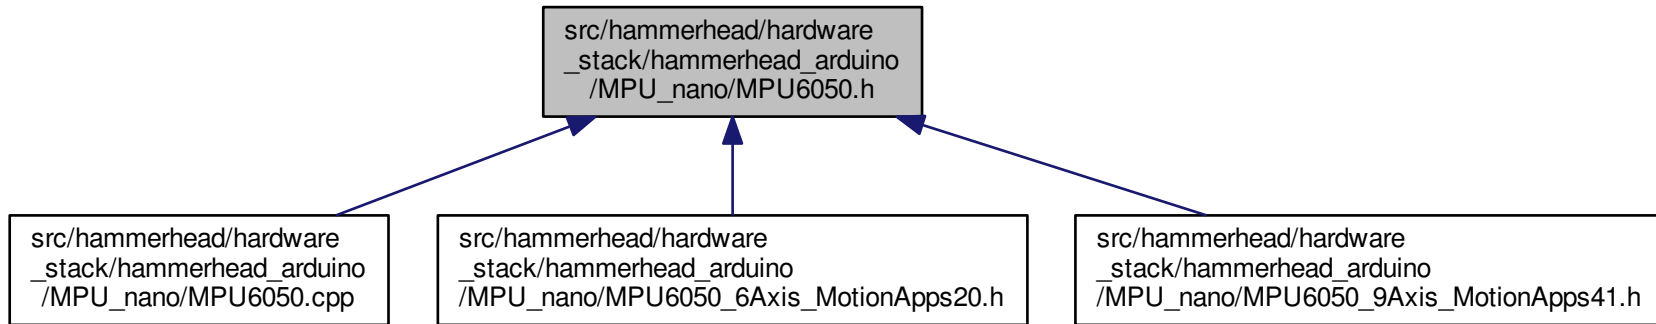 src/hammerhead/hardware
_stack/hammerhead_arduino
/MPU_nano/MPU6050.h
src/hammerhead/hardware
_stack/hammerhead_arduino
/MPU_nano/MPU6050.cpp
src/hammerhead/hardware
_stack/hammerhead_arduino
/MPU_nano/MPU6050_6Axis_MotionApps20.h
src/hammerhead/hardware
_stack/hammerhead_arduino
/MPU_nano/MPU6050_9Axis_MotionApps41.h